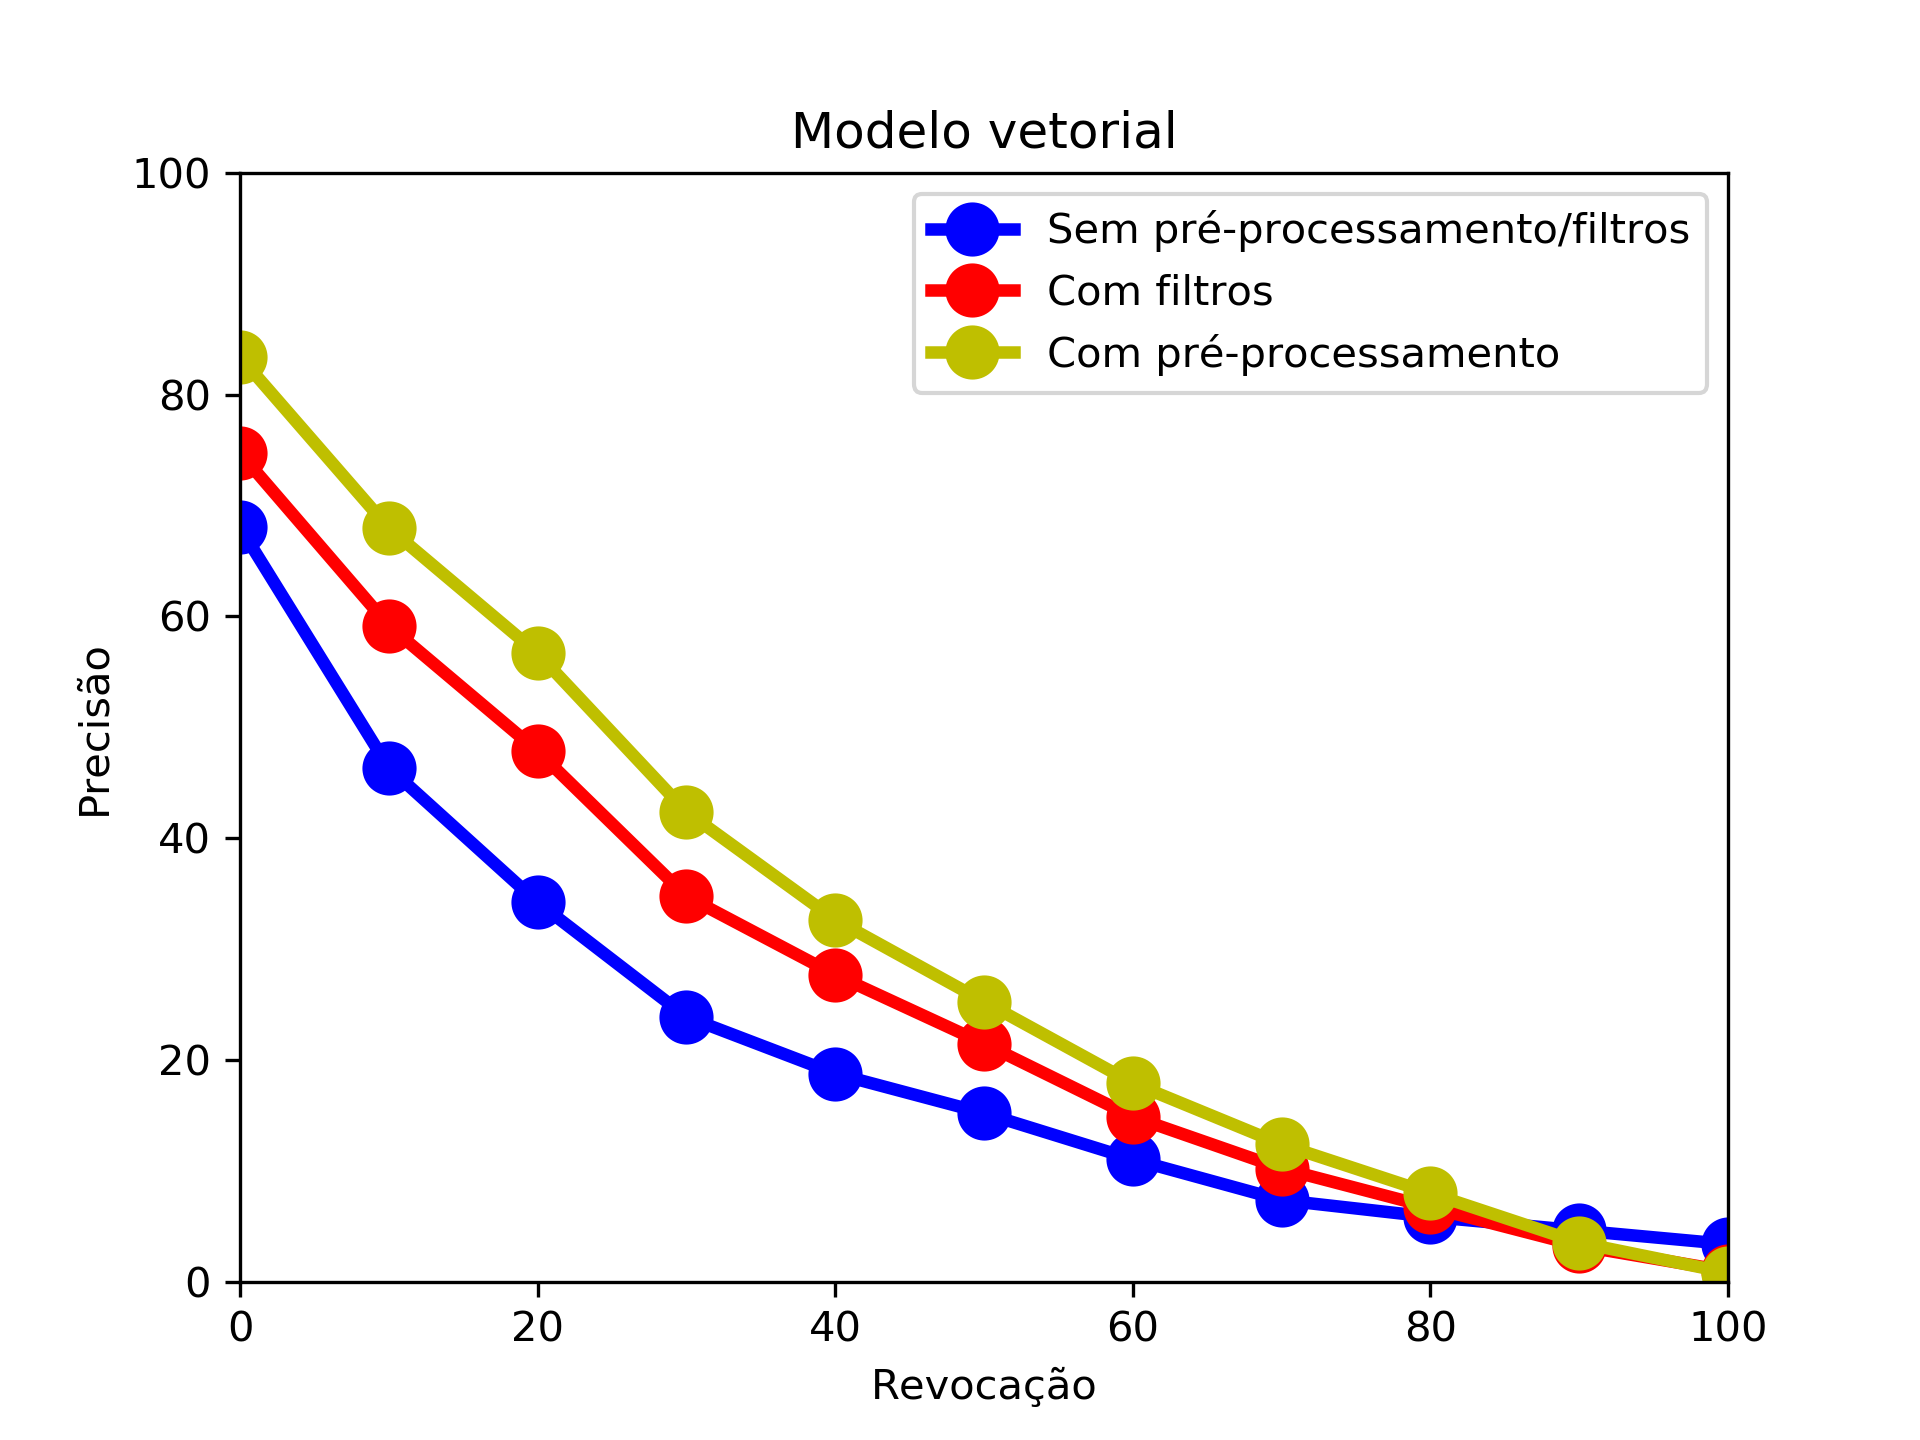 Modelo vetorial
100
80
60
40
20
0
Precisão
Sem pré-processamento/filtros
Com filtros
Com pré-processamento
0 20 40 60 80 100
Revocação